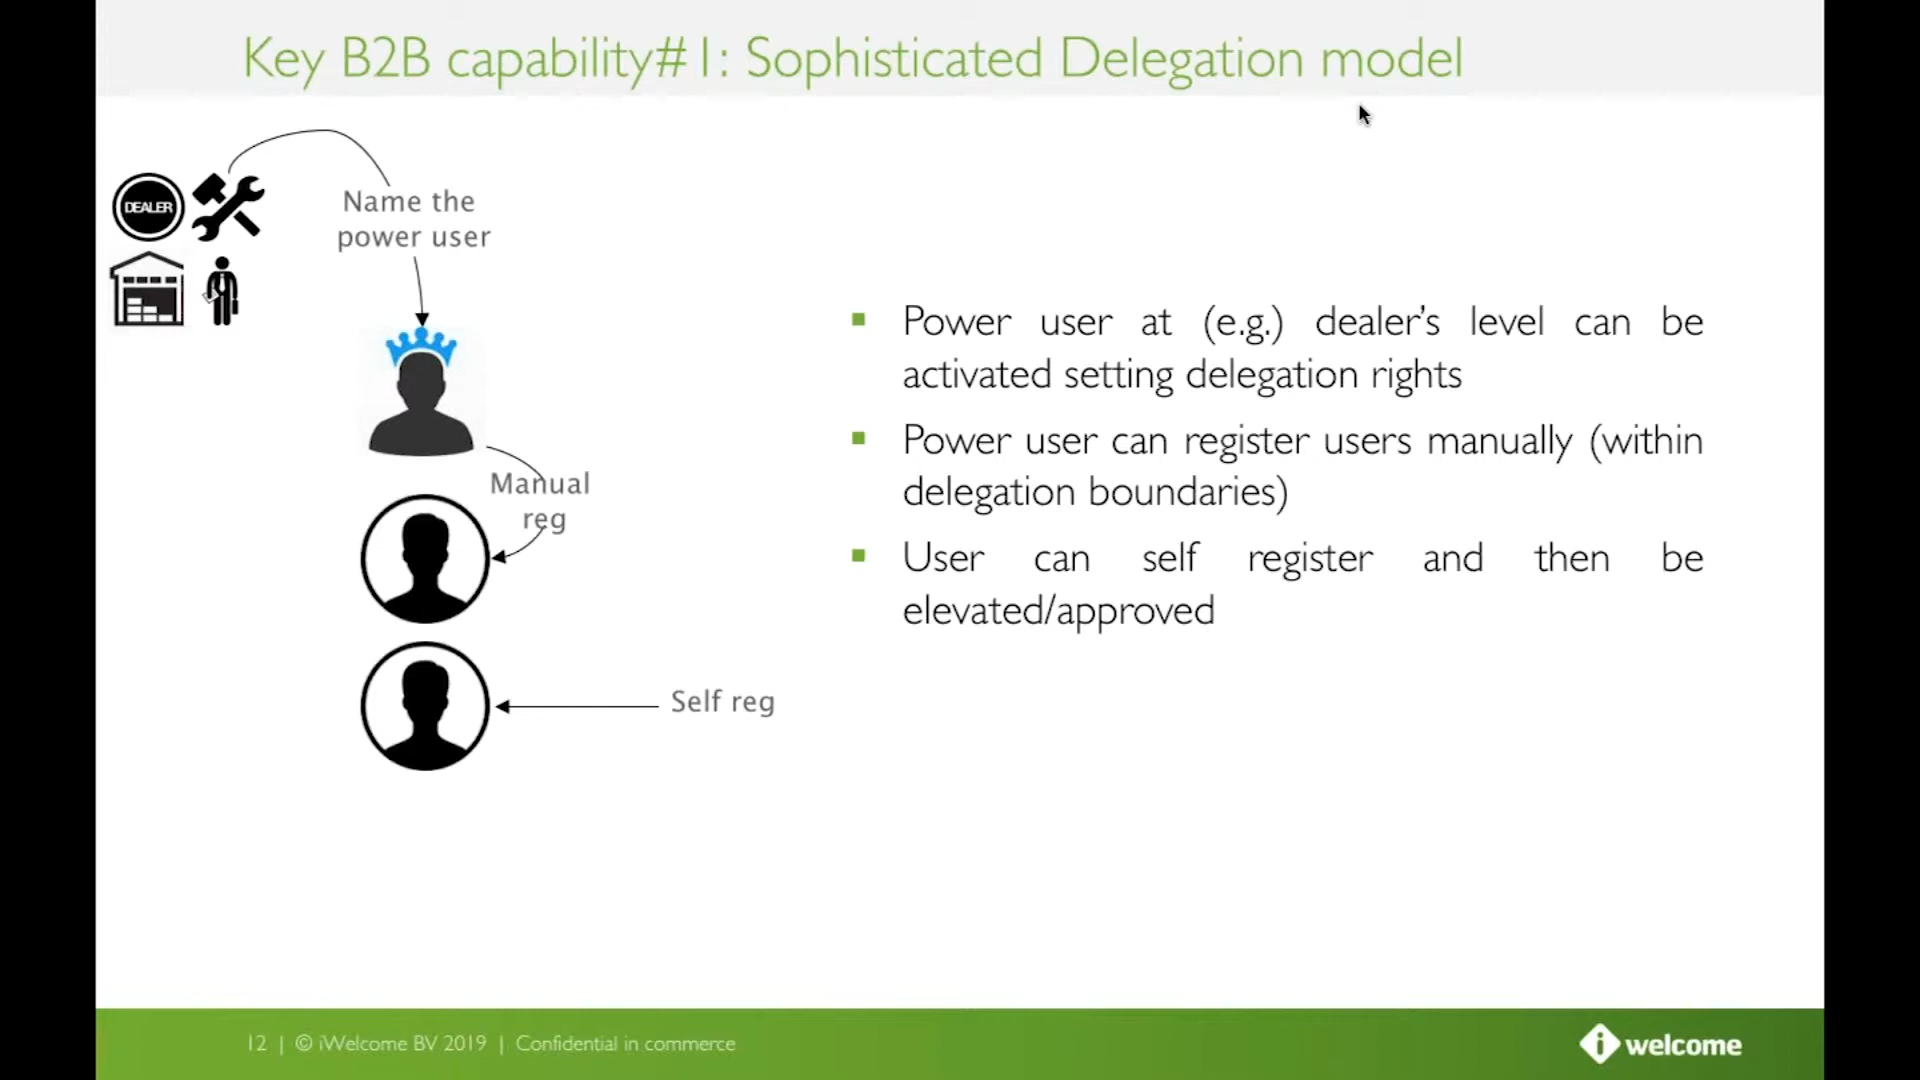 Key B2B capability#1: Sophisticated Delegation model
DEALER
Name the
power user
Manual
reg
Self reg
Power user at (e.g.) dealer’s level can be
activated setting delegation rights
Power user can register users manually (within
delegation boundaries)
User can self register and then be
elevated/approved
12 | © iWelcome BV 2019 | Confidential in commerce
i welcome